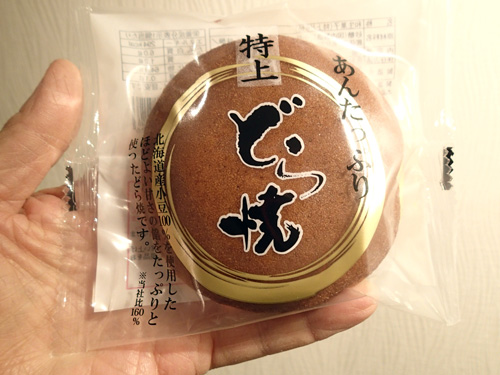 あんたっぷり
特上
どら焼
北海道産小豆100%を使用した
ほどよい甘さの餡をたっぷりと
使ったどら焼です。
※当社比160%